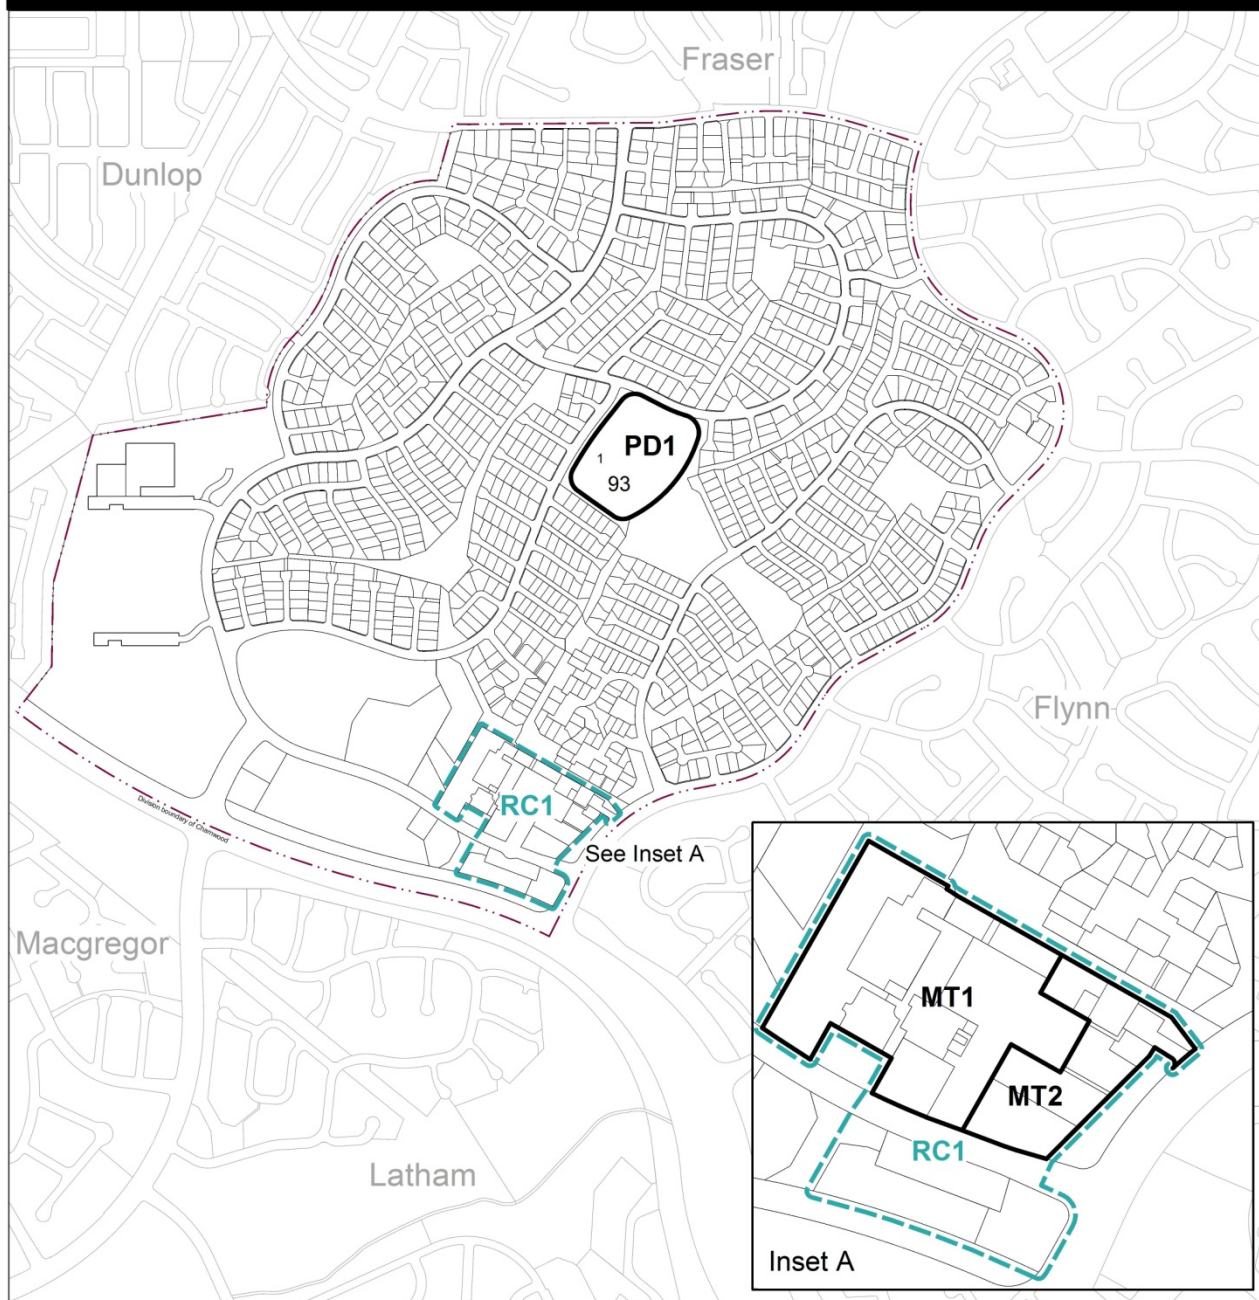 Fraser
Dunlop
PD1
1
93
Flynn
RC1
Division boundary of Charnwood
See Inset A
Macgregor
MT1
MT2
RC1
Latham
Inset A